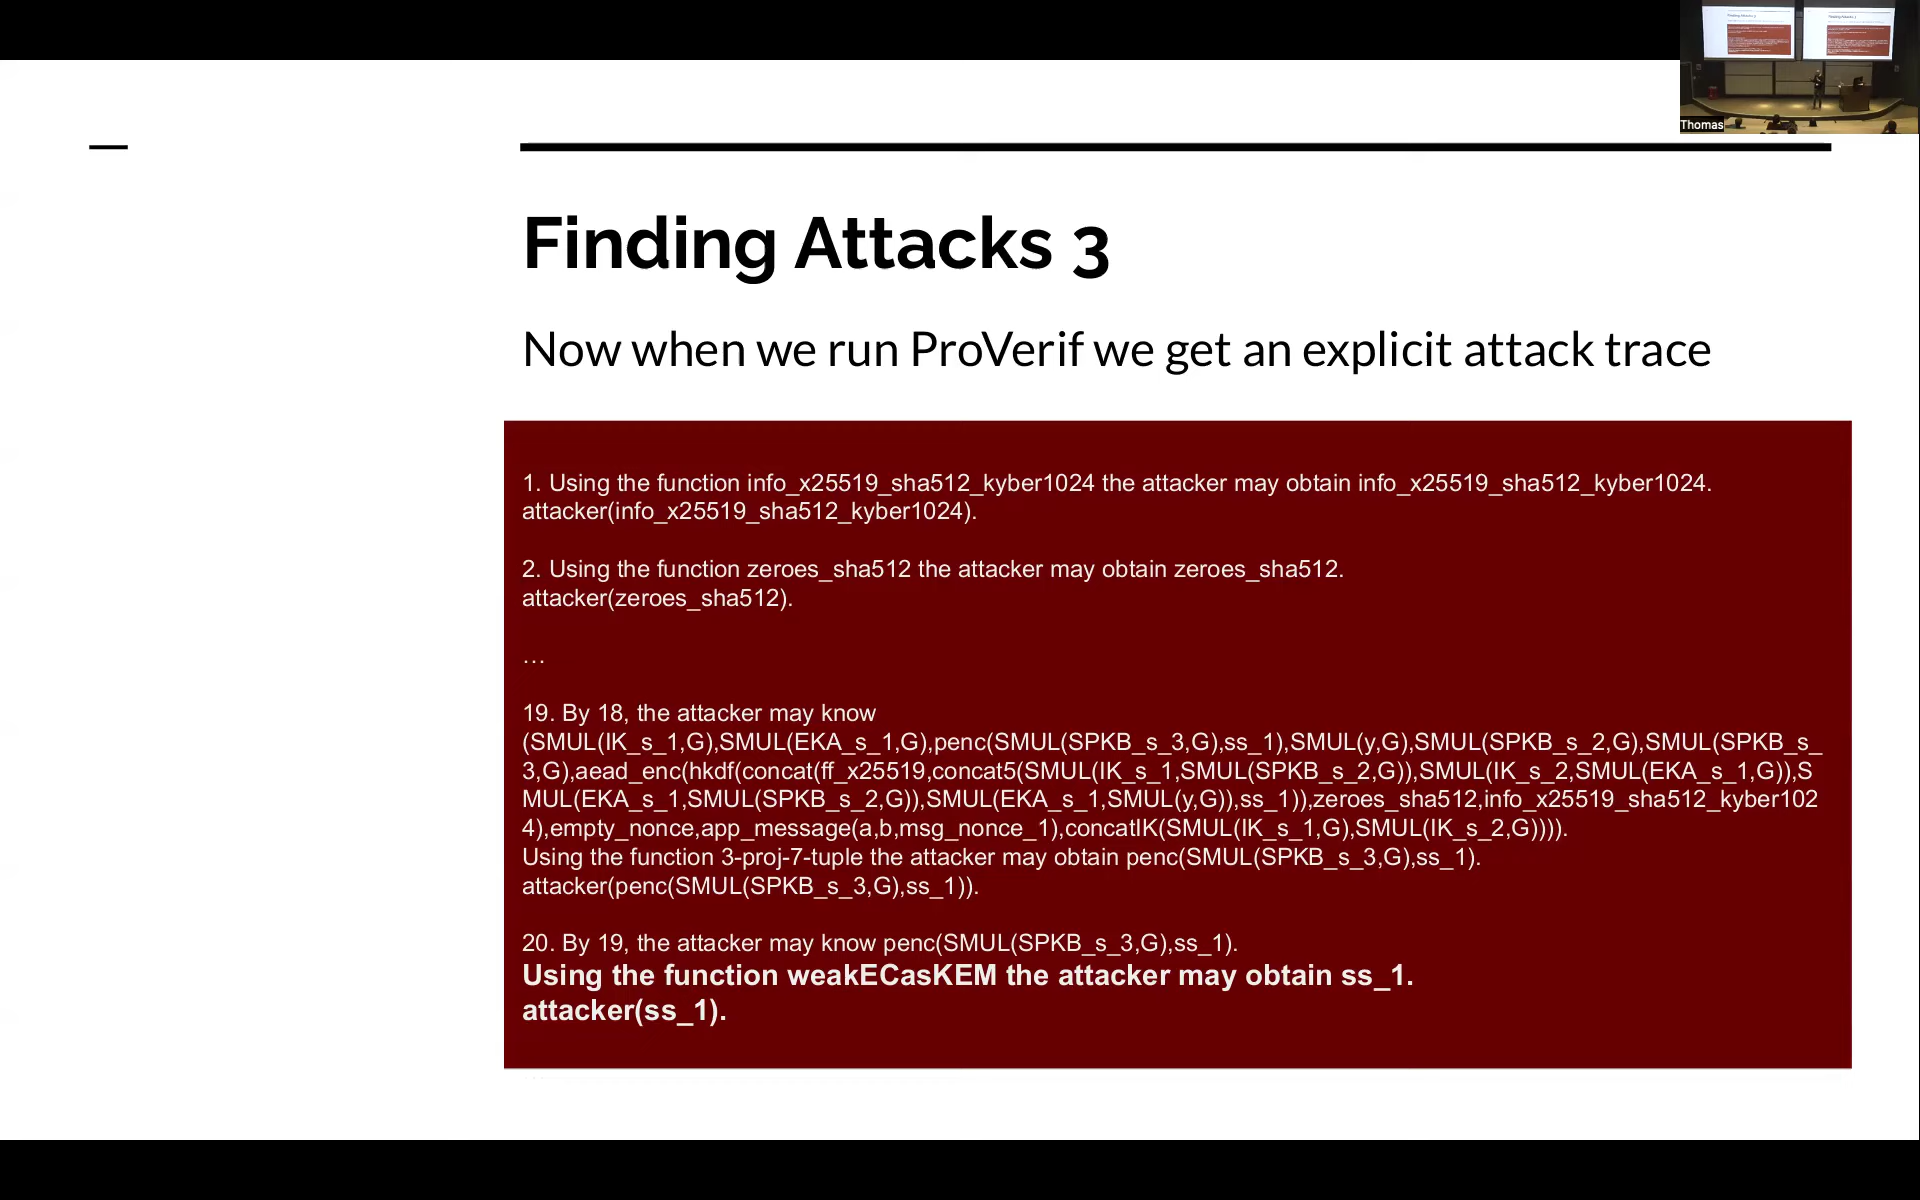 Thomas
Finding Attacks 3
Now when we run ProVerif we get an explicit attack trace
1. Using the function info_x25519_sha512_kyber1024 the attacker may obtain info_x25519_sha512_kyber1024.
attacker(info_x25519_sha512_kyber1024).
2. Using the function zeroes_sha512 the attacker may obtain zeroes_sha512.
attacker(zeroes_sha512).
…
19. By 18, the attacker may know
(SMUL(IK_s_1,G),SMUL(EKA_s_1,G),penc(SMUL(SPKB_s_3,G),ss_1),SMUL(y,G),SMUL(SPKB_s_2,G),SMUL(SPKB_s_
3,G),aead_enc(hkdf(concat(ff_x25519,concat5(SMUL(IK_s_1,SMUL(SPKB_s_2,G)),SMUL(IK_s_2,SMUL(EKA_s_1,G)),S
MUL(EKA_s_1,SMUL(SPKB_s_2,G)),SMUL(EKA_s_1,SMUL(y,G)),ss_1)),zeroes_sha512,info_x25519_sha512_kyber102
4),empty_nonce,app_message(a,b,msg_nonce_1),concatIK(SMUL(IK_s_1,G),SMUL(IK_s_2,G)))).
Using the function 3-proj-7-tuple the attacker may obtain penc(SMUL(SPKB_s_3,G),ss_1).
attacker(penc(SMUL(SPKB_s_3,G),ss_1)).
20. By 19, the attacker may know penc(SMUL(SPKB_s_3,G),ss_1).
Using the function weakECasKEM the attacker may obtain ss_1.
attacker(ss_1).